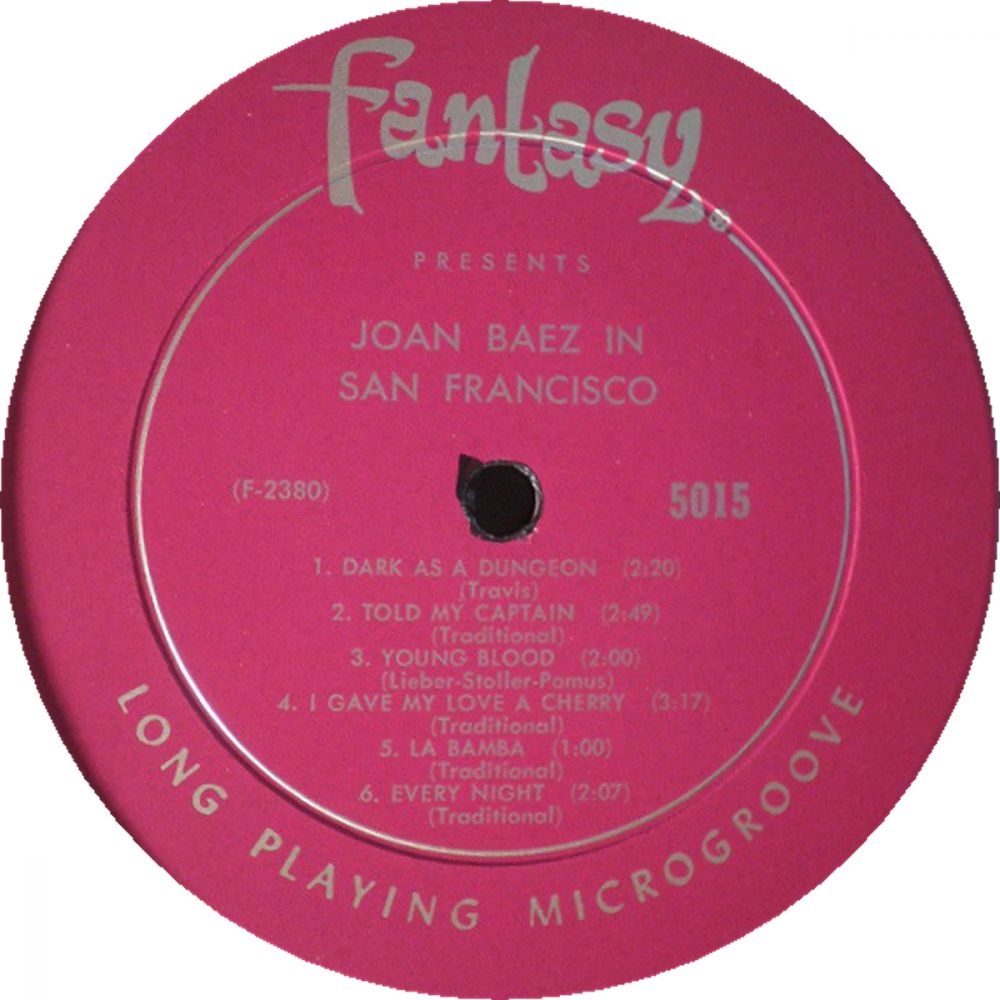 Fantasy®
PRESENTS
JOAN BAEZ IN
SAN FRANCISCO
(F-2380) 5015
1. DARK AS A DUNGEON (2:20)
(Travis)
2. TOLD MY CAPTAIN (2:49)
(Traditional)
3. YOUNG BLOOD (2:00)
(Lieber-Stoller-Pomus)
4. I GAVE MY LOVE A CHERRY (3:17)
(Traditional)
5. LA BAMBA (1:00)
(Traditional)
6. EVERY NIGHT (2:07)
(Traditional)
LONG PLAYING MICROGROOVE